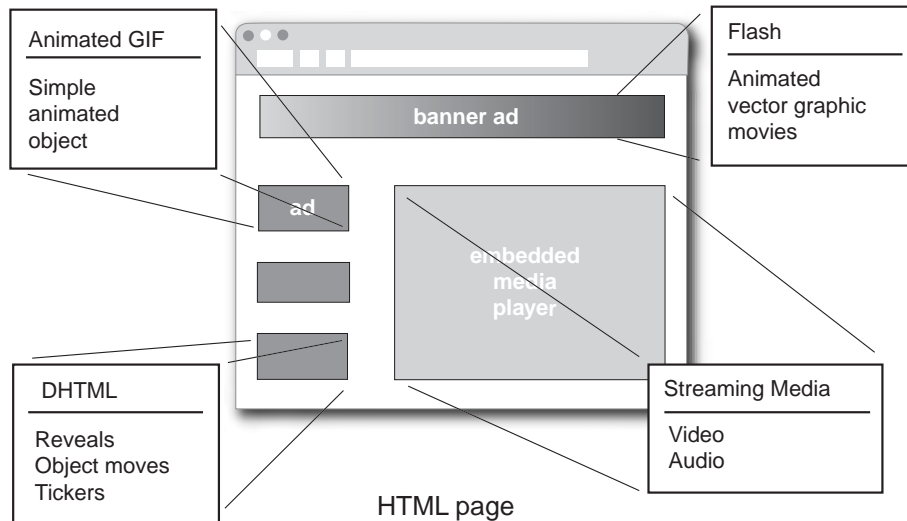 Animated GIF
Simple
animated
object
Flash
Animated
vector graphic
movies
banner ad
ad
embedded
media
player
DHTML
Reveals
Object moves
Tickers
Streaming Media
Video
Audio
HTML page